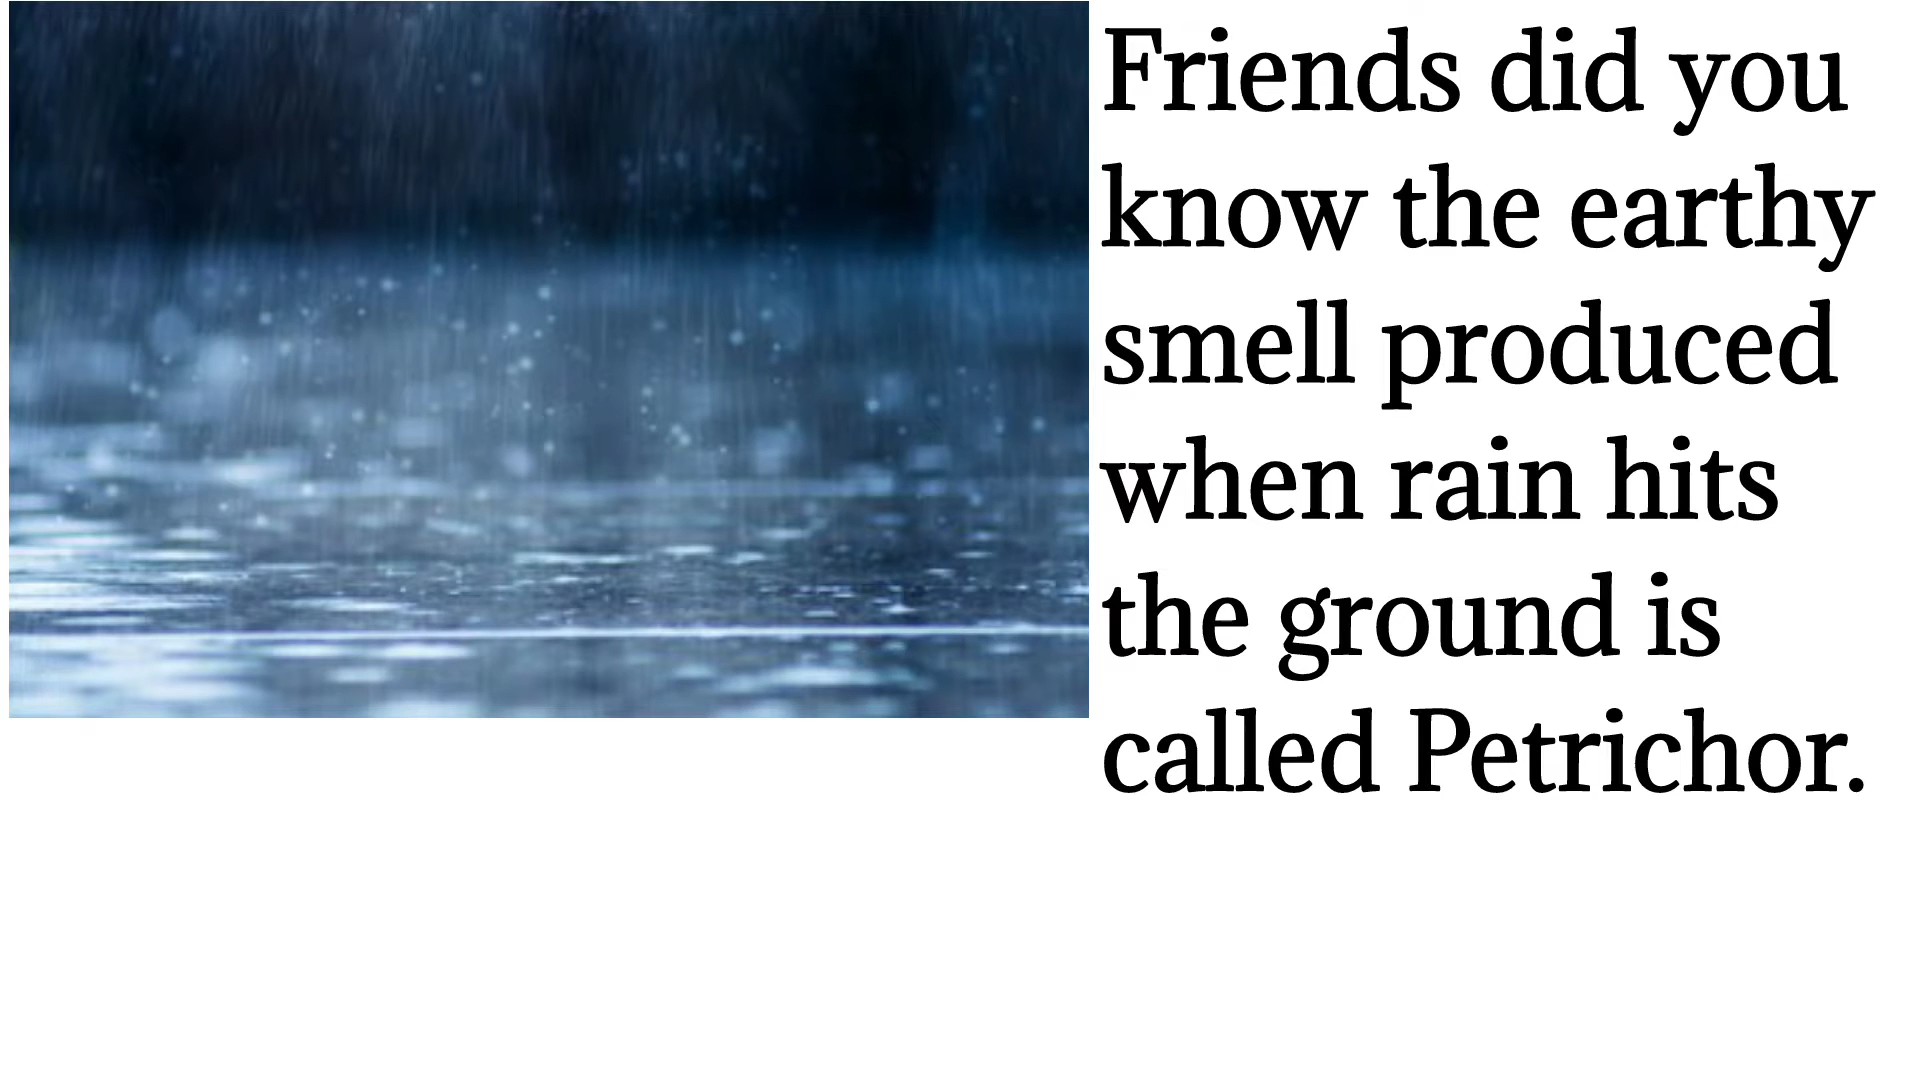 Friends did you
know the earthy
smell produced
when rain hits
the ground is
called Petrichor.